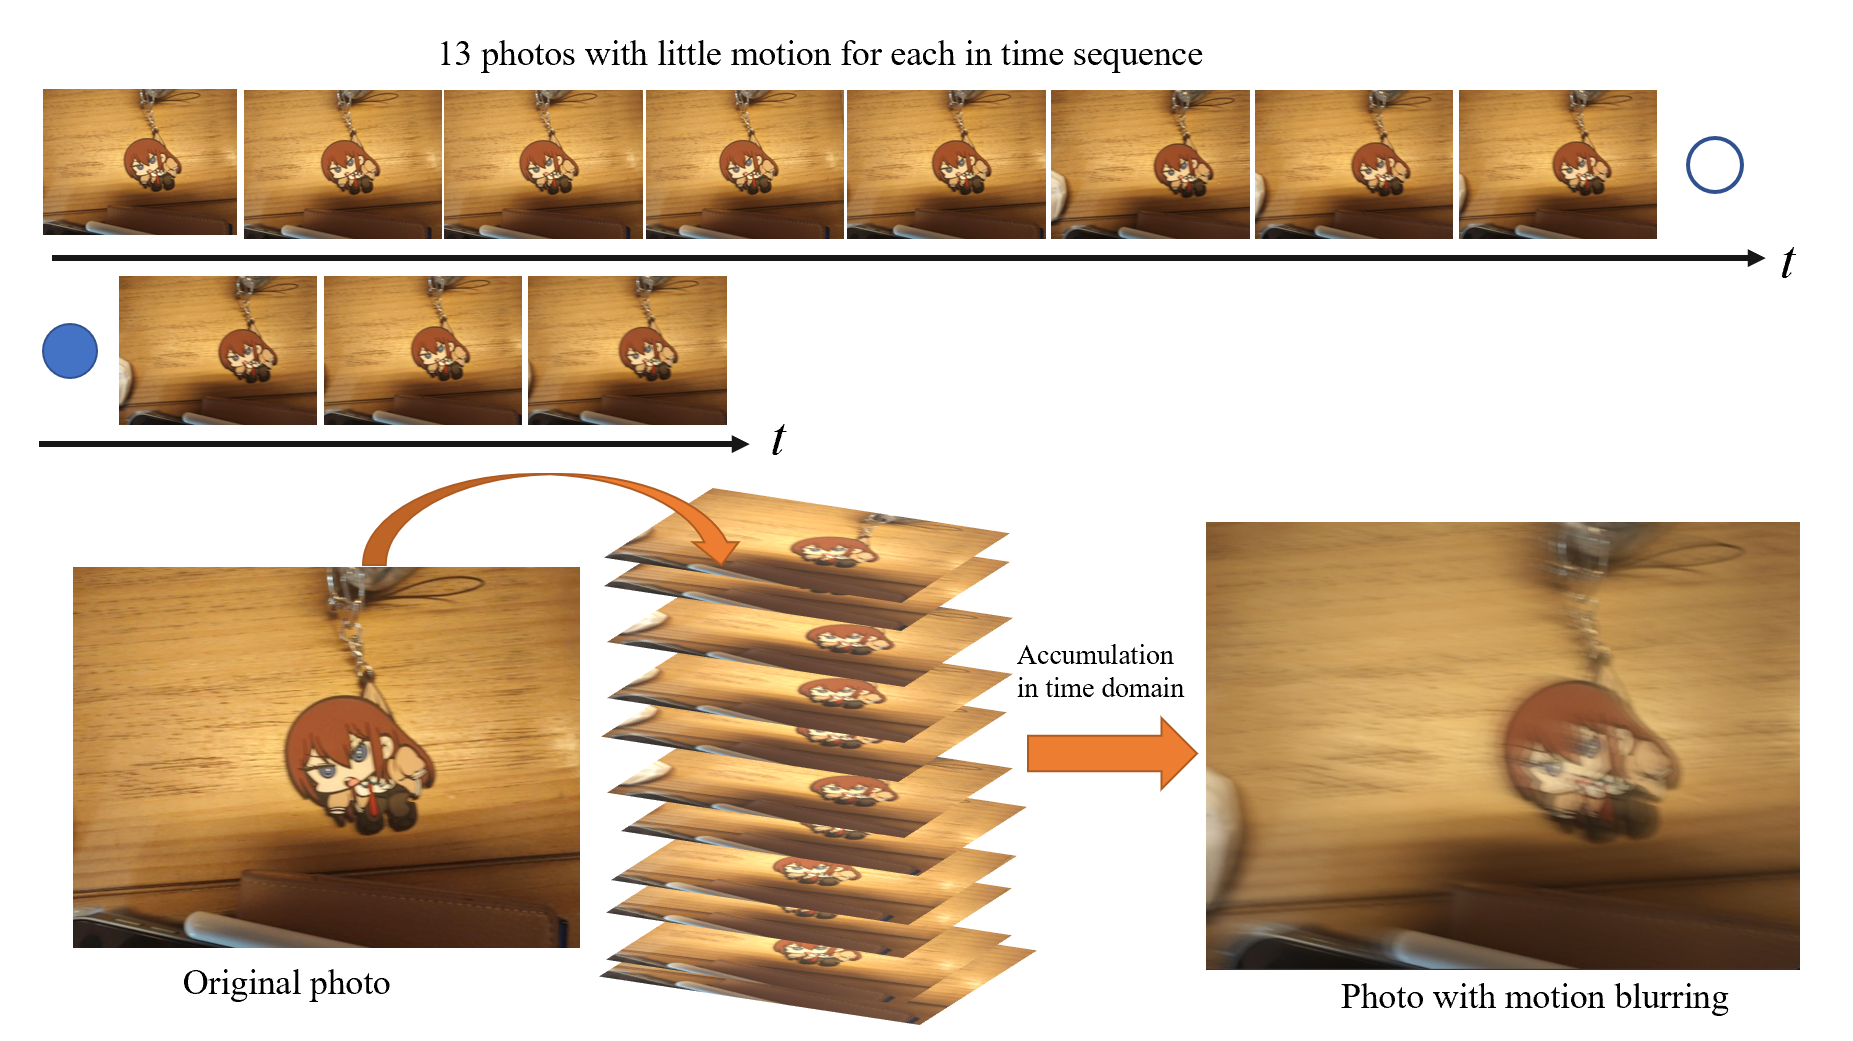 13 photos with little motion for each in time sequence
t
t
Accumulation
in time domain
Original photo
Photo with motion blurring